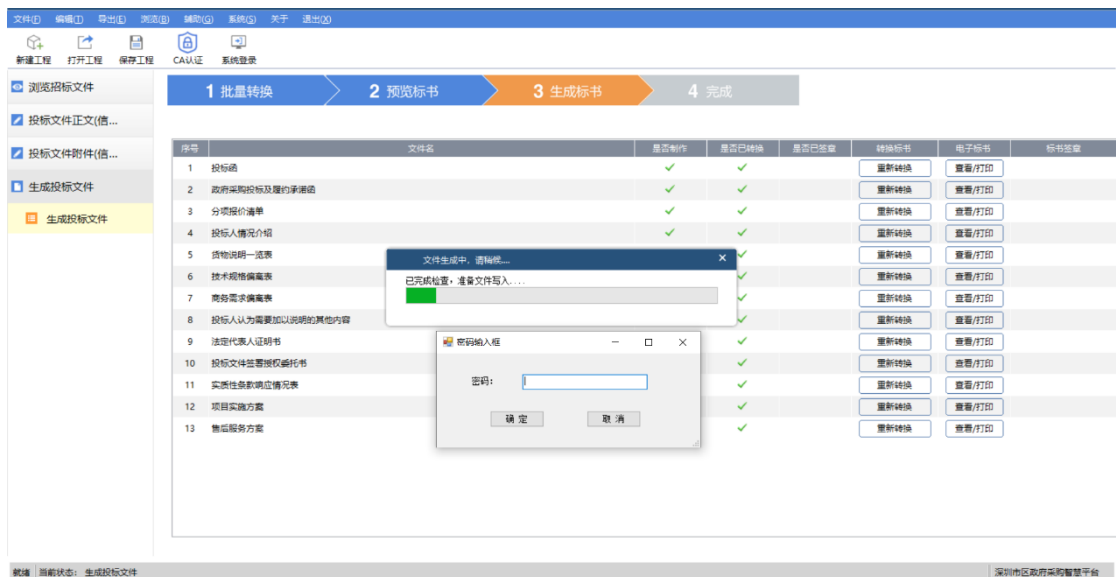 文件(F) 编辑(T) 导出(E) 浏览(B) 辅助(G) 系统(S) 关于 退出(X)
新建工程 打开工程 保存工程 CA认证 系统登录
浏览招标文件
1 批量转换 2 预览标书 3 生成标书 4 完成
投标文件正文(信...
投标文件附件(信...
生成投标文件
生成投标文件
序号 文件名 是否制作 是否已转换 是否已签章 转换标书 电子标书 标书签章
1 投标函 重新转换 查看/打印
2 政府采购投标及履约承诺函 重新转换 查看/打印
3 分项报价清单 重新转换 查看/打印
4 投标人情况介绍 重新转换 查看/打印
5 货物说明一览表 重新转换 查看/打印
6 技术规格偏离表 重新转换 查看/打印
7 商务需求偏离表 重新转换 查看/打印
8 投标人认为需要加以说明的其他内容 重新转换 查看/打印
9 法定代表人证明书 重新转换 查看/打印
10 投标文件签署授权委托书 重新转换 查看/打印
11 实质性条款响应情况表 重新转换 查看/打印
12 项目实施方案 重新转换 查看/打印
13 售后服务方案 重新转换 查看/打印
文件生成中，请稍候....
已完成检查，准备文件写入....
密码输入框
密码：
确定 取消
就绪 当前状态： 生成投标文件 深圳市区政府采购智慧平台